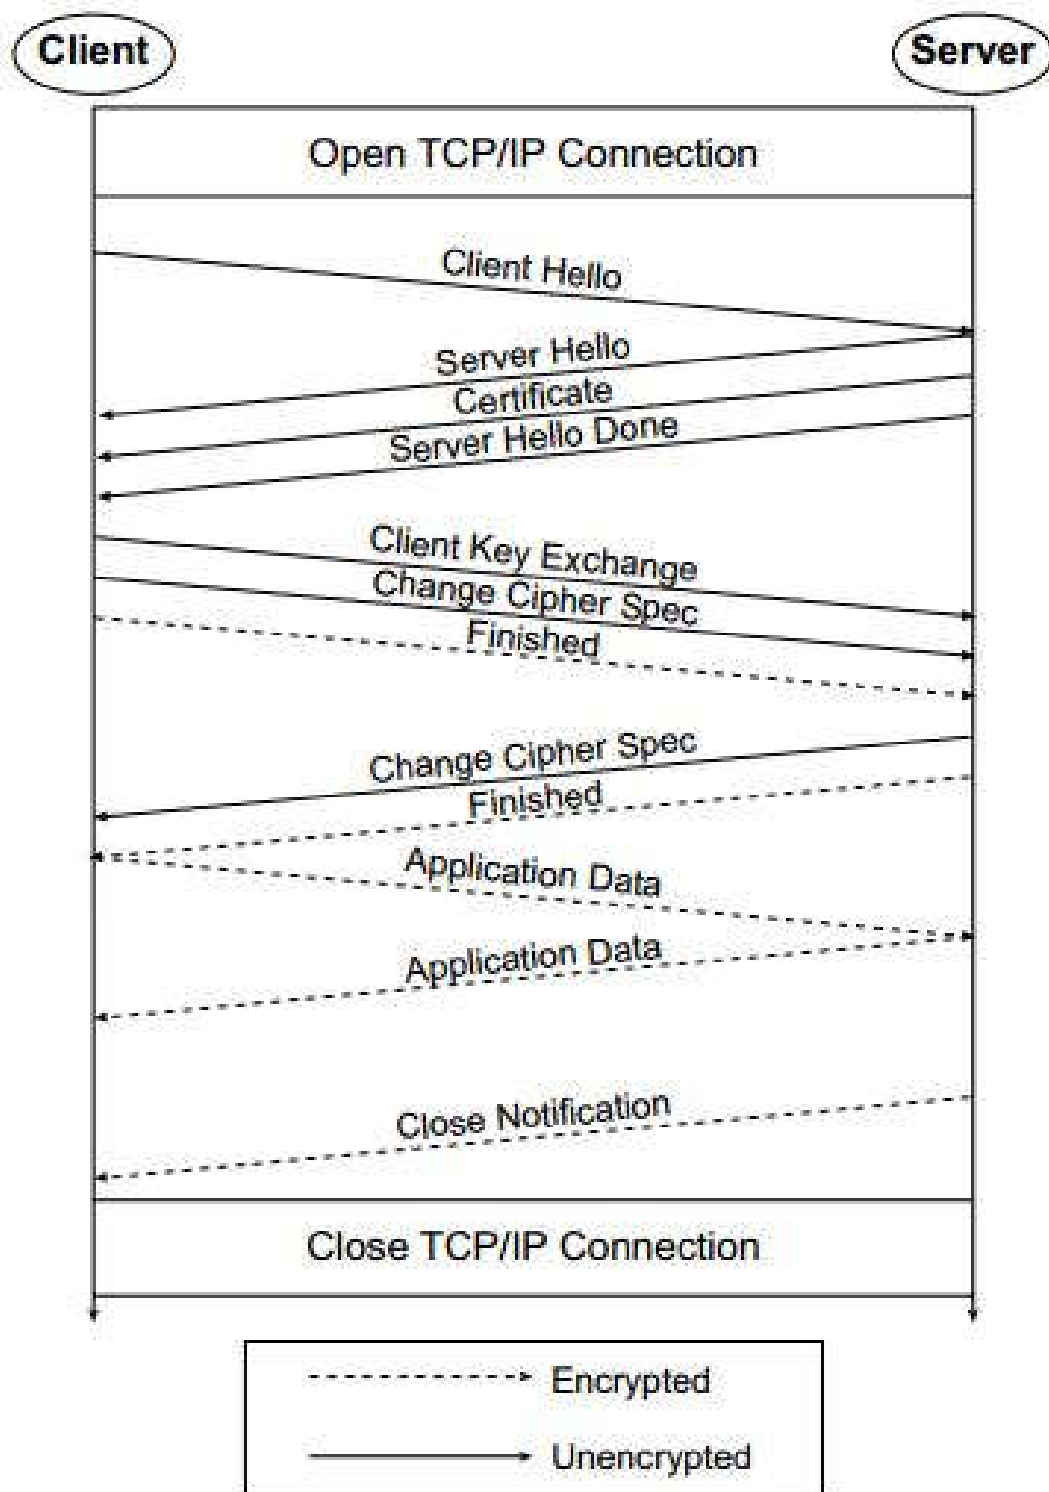 Client
Server
Open TCP/IP Connection
Client Hello
Server Hello
Certificate
Server Hello Done
Client Key Exchange
Change Cipher Spec
Finished
Change Cipher Spec
Finished
Application Data
Application Data
Close Notification
Close TCP/IP Connection
Encrypted
Unencrypted